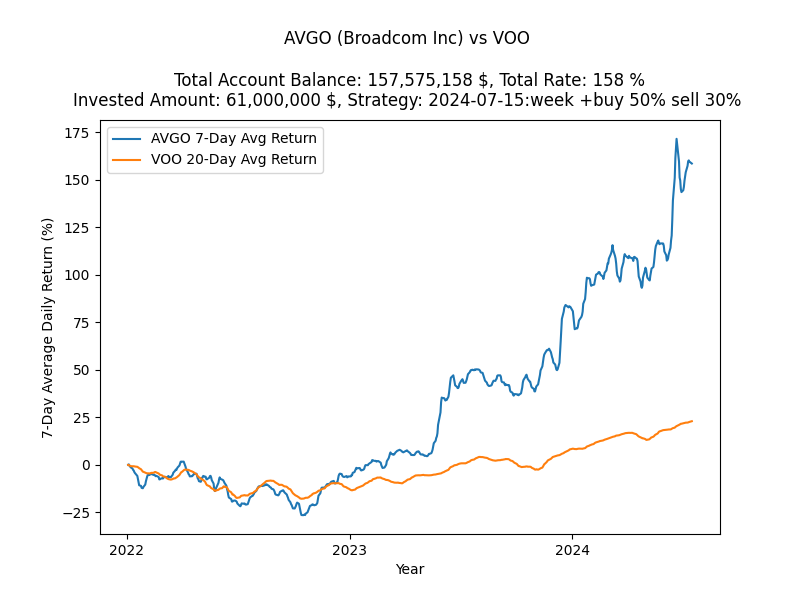 AVGO (Broadcom Inc) vs VOO
Total Account Balance: 157,575,158 $, Total Rate: 158 %
Invested Amount: 61,000,000 $, Strategy: 2024-07-15:week +buy 50% sell 30%
AVGO 7-Day Avg Return
VOO 20-Day Avg Return
7-Day Average Daily Return (%)
175
150
125
100
75
50
25
0
−25
2022
2023
2024
Year